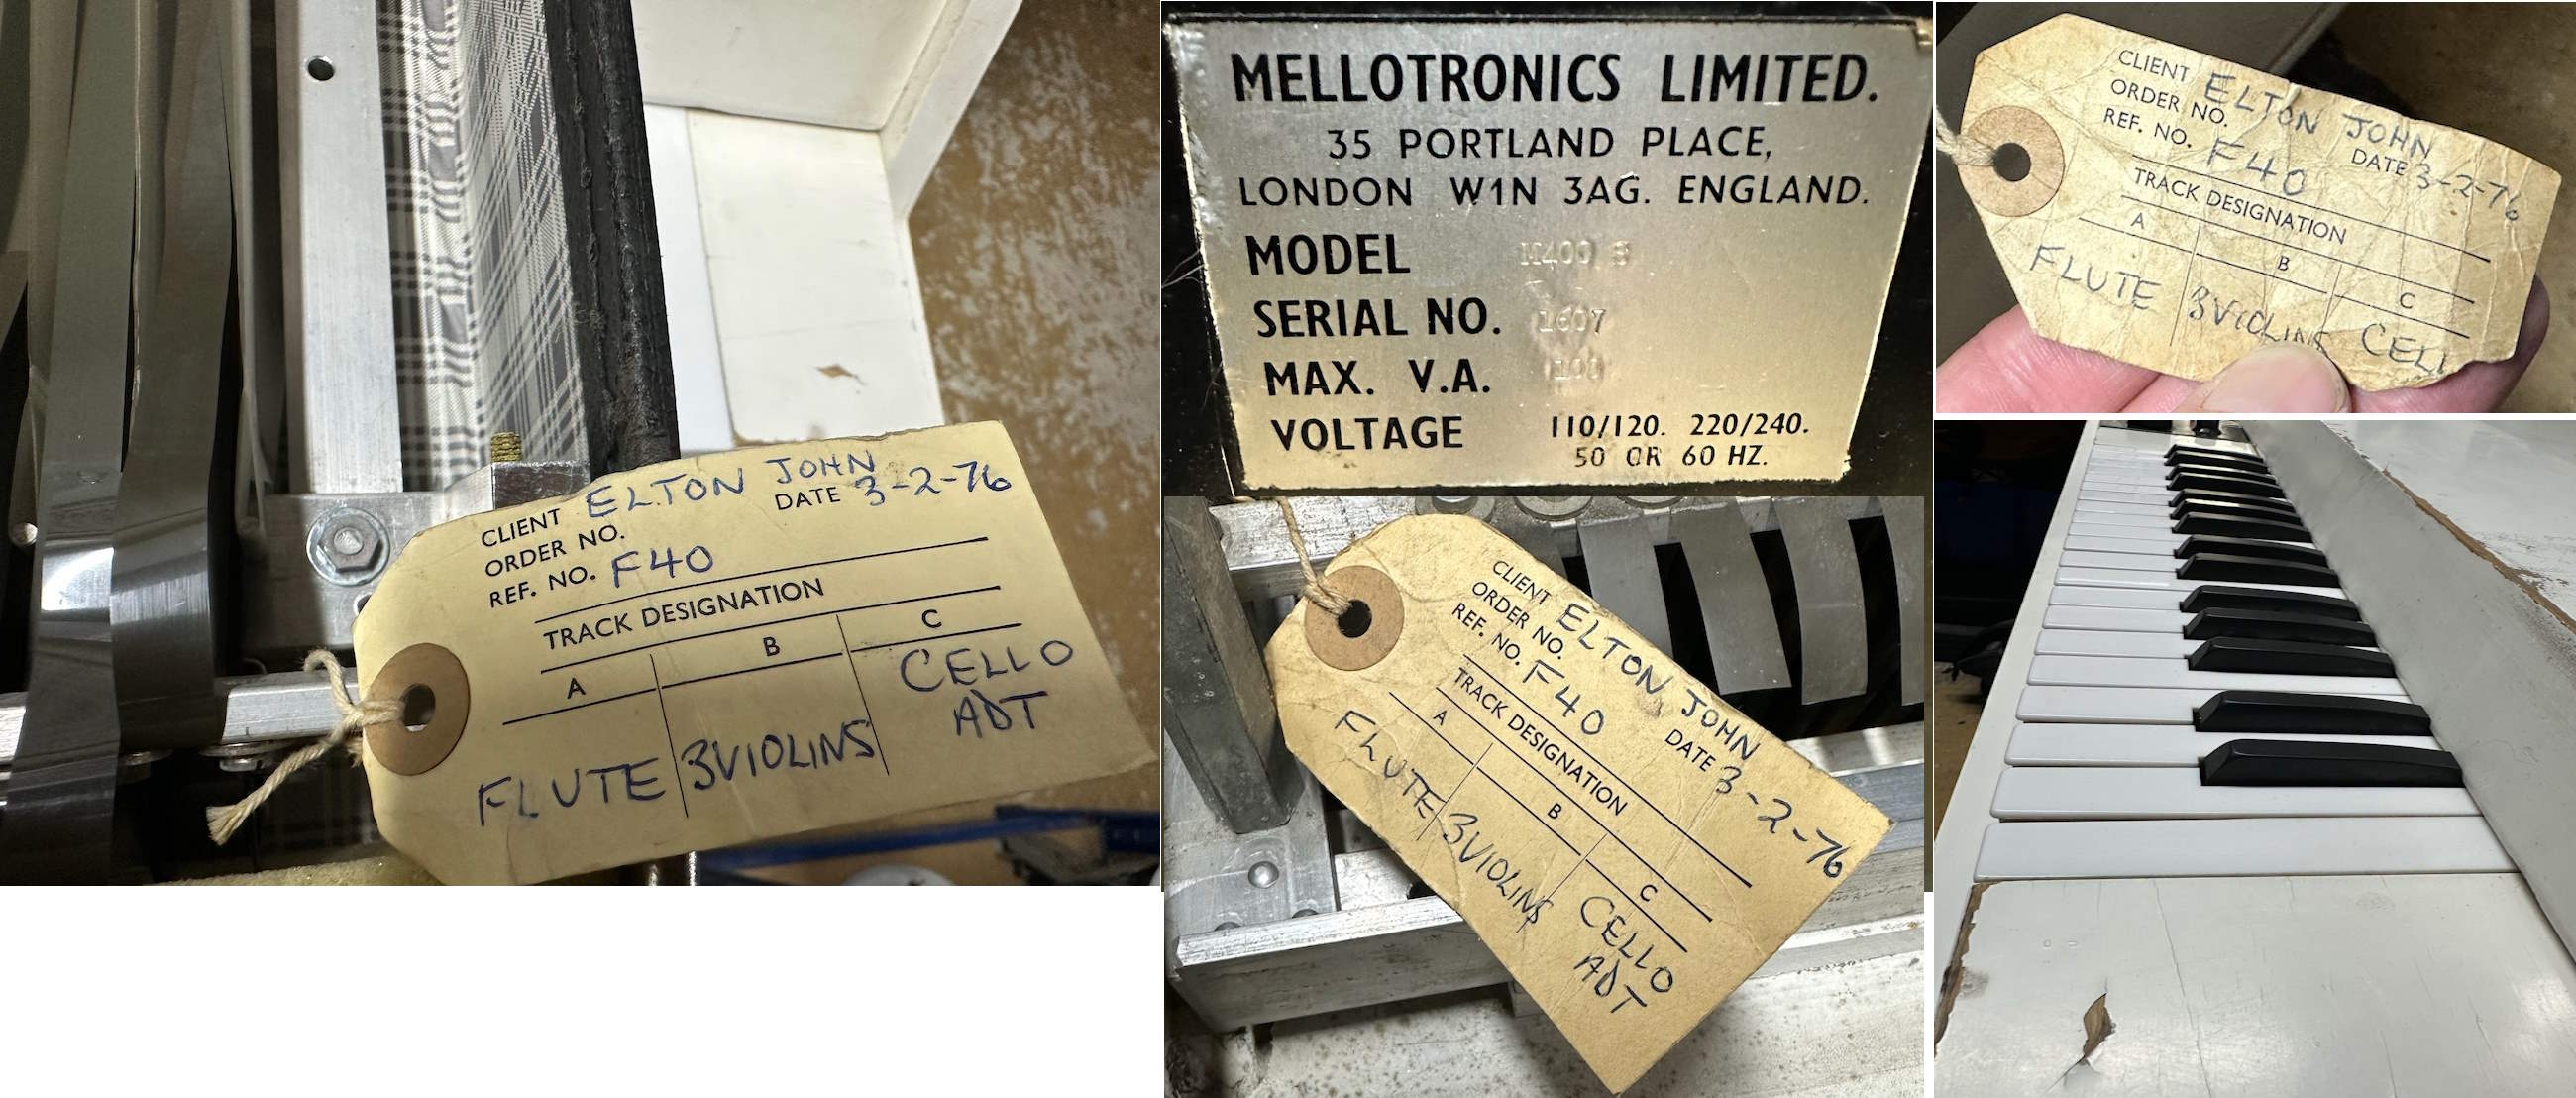 CLIENT ELTON JOHN
ORDER NO. DATE 3-2-76
REF. NO. F40
TRACK DESIGNATION
A B C
FLUTE 3VIOLINS CELLO
ADT
MELLOTRONICS LIMITED.
35 PORTLAND PLACE,
LONDON W1N 3AG. ENGLAND.
MODEL M400
SERIAL NO. 1607
MAX. V.A. 100
VOLTAGE 110/120. 220/240.
50 OR 60 HZ.
CLIENT ELTON JOHN
ORDER NO. DATE 3-2-76
REF. NO. F40
TRACK DESIGNATION
A B C
FLUTE 3VIOLINS CELLO
ADT
CLIENT ELTON JOHN
ORDER NO. DATE 3-2-76
REF. NO. F40
TRACK DESIGNATION
A B C
FLUTE 3VIOLINS CELL